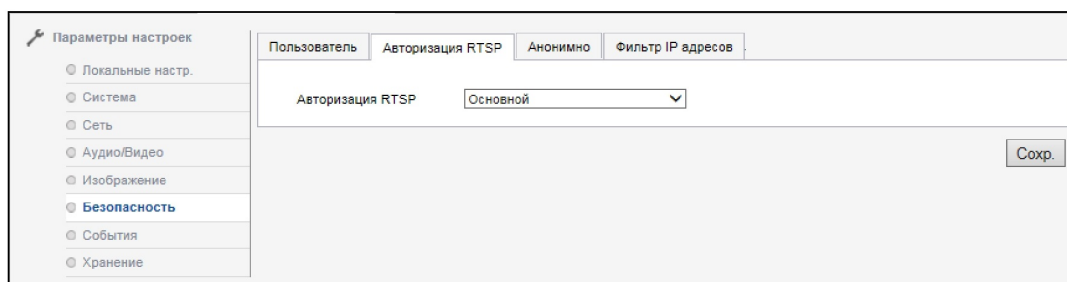 Параметры настроек
Локальные настр.
Система
Сеть
Аудио/Видео
Изображение
Безопасность
События
Хранение
Пользователь Авторизация RTSP Анонимно Фильтр IP адресов
Авторизация RTSP Основной
Сохр.